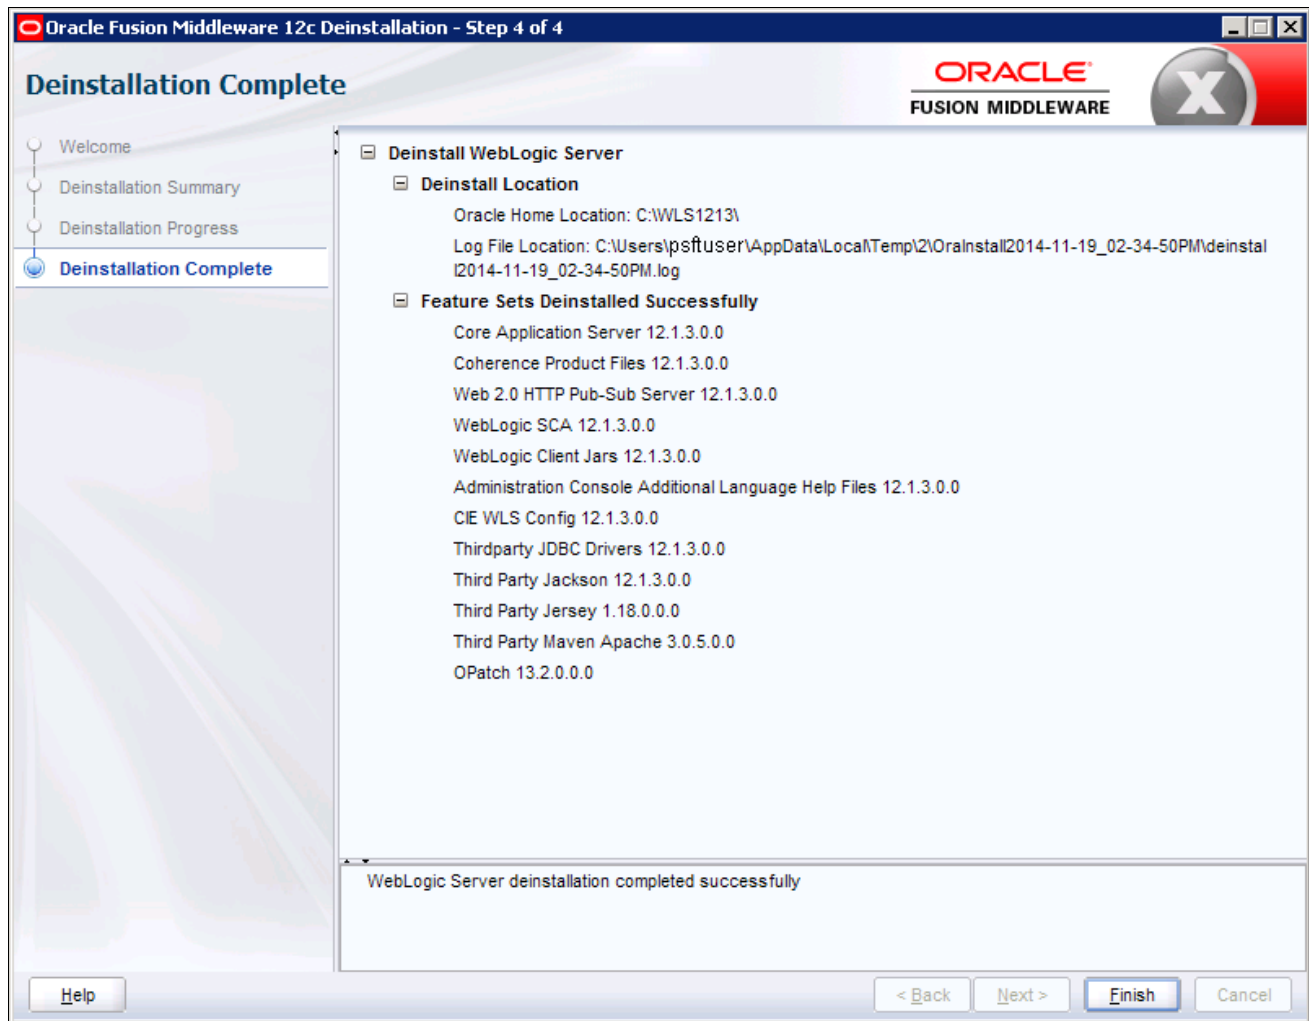 Oracle Fusion Middleware 12c Deinstallation - Step 4 of 4
Deinstallation Complete
ORACLE
FUSION MIDDLEWARE
X
Welcome
Deinstallation Summary
Deinstallation Progress
Deinstallation Complete
Deinstall WebLogic Server
Deinstall Location
Oracle Home Location: C:\WLS1213\
Log File Location: C:\Users\psftuser\AppData\Local\Temp\2\OraInstall2014-11-19_02-34-50PM\deinstal
l2014-11-19_02-34-50PM.log
Feature Sets Deinstalled Successfully
Core Application Server 12.1.3.0.0
Coherence Product Files 12.1.3.0.0
Web 2.0 HTTP Pub-Sub Server 12.1.3.0.0
WebLogic SCA 12.1.3.0.0
WebLogic Client Jars 12.1.3.0.0
Administration Console Additional Language Help Files 12.1.3.0.0
CIE WLS Config 12.1.3.0.0
Thirdparty JDBC Drivers 12.1.3.0.0
Third Party Jackson 12.1.3.0.0
Third Party Jersey 1.18.0.0.0
Third Party Maven Apache 3.0.5.0.0
OPatch 13.2.0.0.0
WebLogic Server deinstallation completed successfully
Help
< Back
Next >
Finish
Cancel